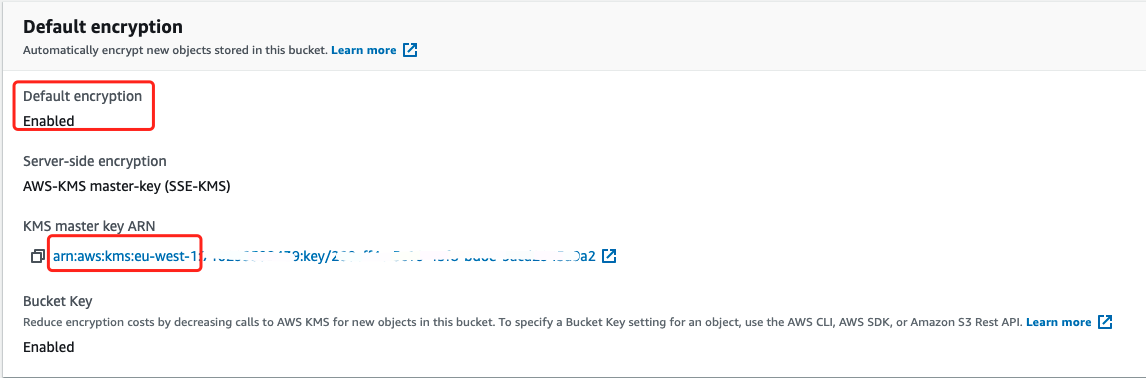 Default encryption
Automatically encrypt new objects stored in this bucket. Learn more
Default encryption
Enabled
Server-side encryption
AWS-KMS master-key (SSE-KMS)
KMS master key ARN
arn:aws:kms:eu-west-1
Bucket Key
Reduce encryption costs by decreasing calls to AWS KMS for new objects in this bucket. To specify a Bucket Key setting for an object, use the AWS CLI, AWS SDK, or Amazon S3 Rest API. Learn more
Enabled